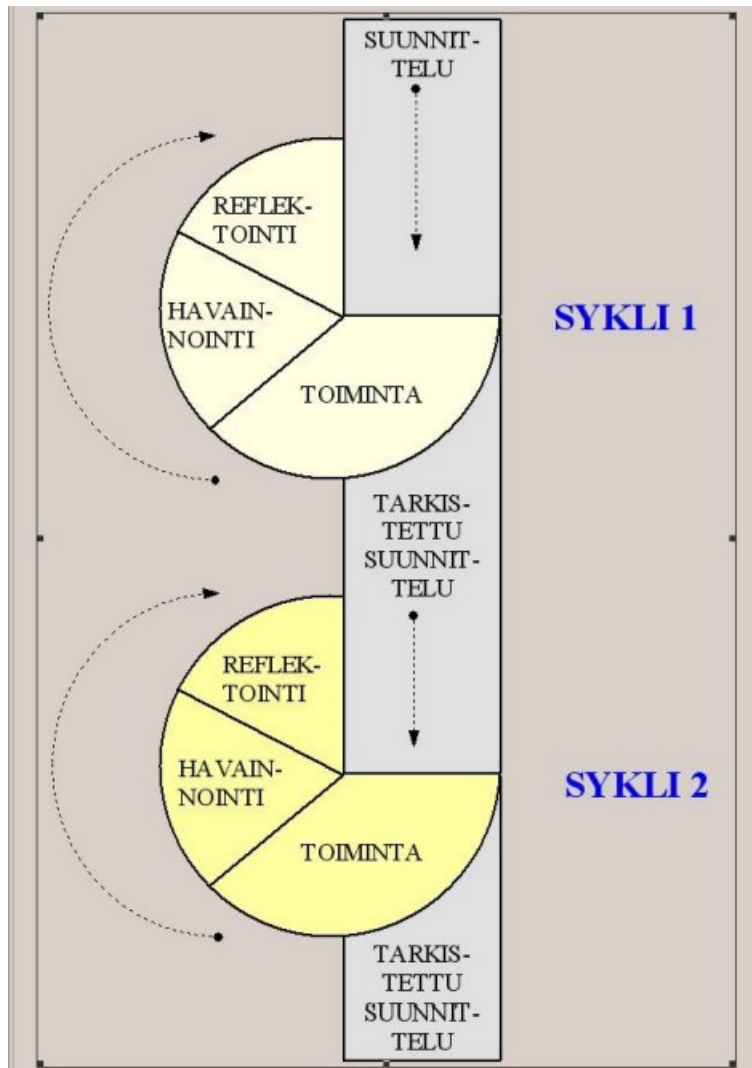 SUUNNIT-
TELU
REFLEK-
TOINTI
HAVAIN-
NOINTI
SYKLI 1
TOIMINTA
TARKIS-
TETTU
SUUNNIT-
TELU
REFLEK-
TOINTI
HAVAIN-
NOINTI
SYKLI 2
TOIMINTA
TARKIS-
TETTU
SUUNNIT-
TELU